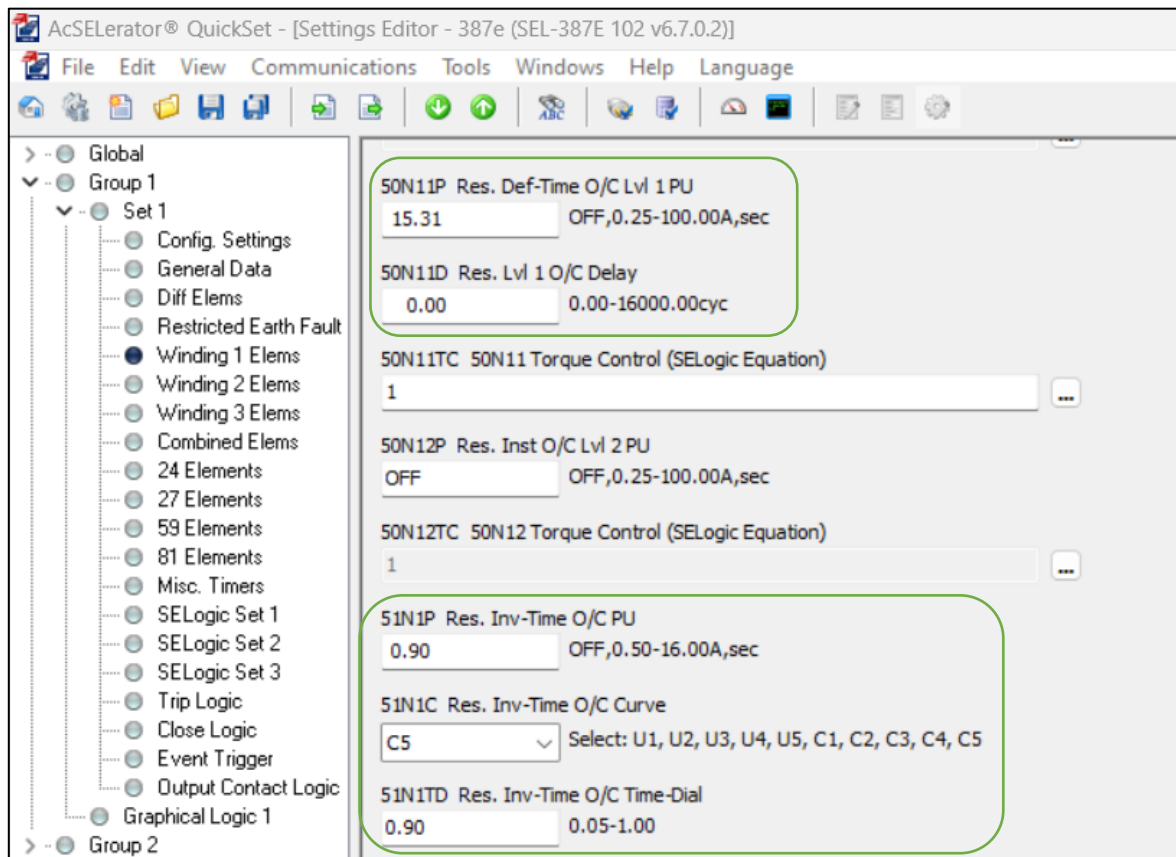 AcSELerator® QuickSet - [Settings Editor - 387e (SEL-387E 102 v6.7.0.2)]
File Edit View Communications Tools Windows Help Language
ABC
Global
Group 1
Set 1
Config. Settings
General Data
Diff Elems
Restricted Earth Fault
Winding 1 Elems
Winding 2 Elems
Winding 3 Elems
Combined Elems
24 Elements
27 Elements
59 Elements
81 Elements
Misc. Timers
SELogic Set 1
SELogic Set 2
SELogic Set 3
Trip Logic
Close Logic
Event Trigger
Output Contact Logic
Graphical Logic 1
Group 2
...
50N11P Res. Def-Time O/C Lvl 1 PU
15.31 OFF,0.25-100.00A,sec
50N11D Res. Lvl 1 O/C Delay
0.00 0.00-16000.00cyc
50N11TC 50N11 Torque Control (SELogic Equation)
1 ...
50N12P Res. Inst O/C Lvl 2 PU
OFF OFF,0.25-100.00A,sec
50N12TC 50N12 Torque Control (SELogic Equation)
1 ...
51N1P Res. Inv-Time O/C PU
0.90 OFF,0.50-16.00A,sec
51N1C Res. Inv-Time O/C Curve
C5 Select: U1, U2, U3, U4, U5, C1, C2, C3, C4, C5
51N1TD Res. Inv-Time O/C Time-Dial
0.90 0.05-1.00